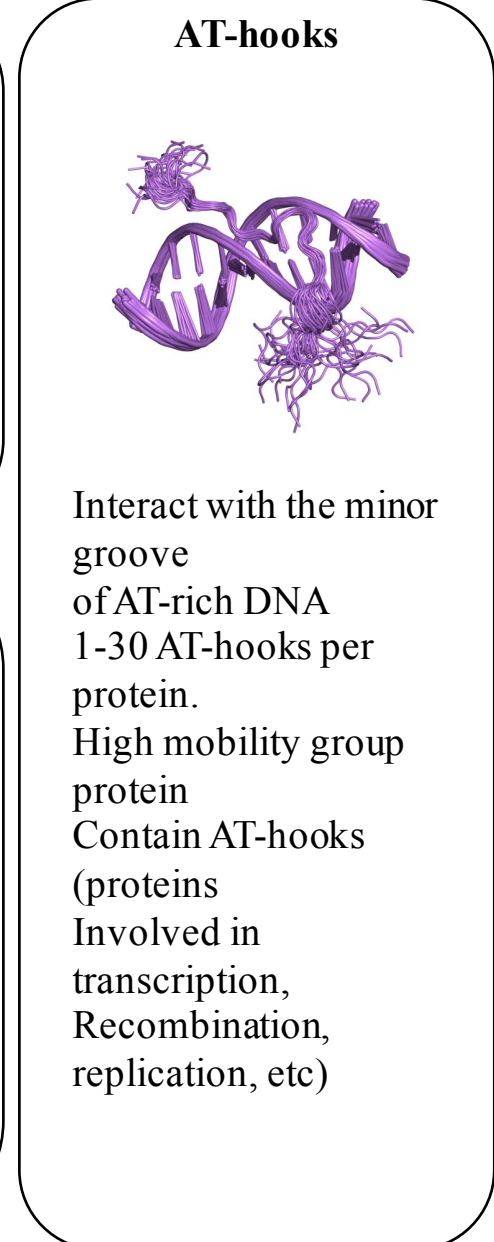 AT-hooks
Interact with the minor
groove
of AT-rich DNA
1-30 AT-hooks per
protein.
High mobility group
protein
Contain AT-hooks
(proteins
Involved in
transcription,
Recombination,
replication, etc)